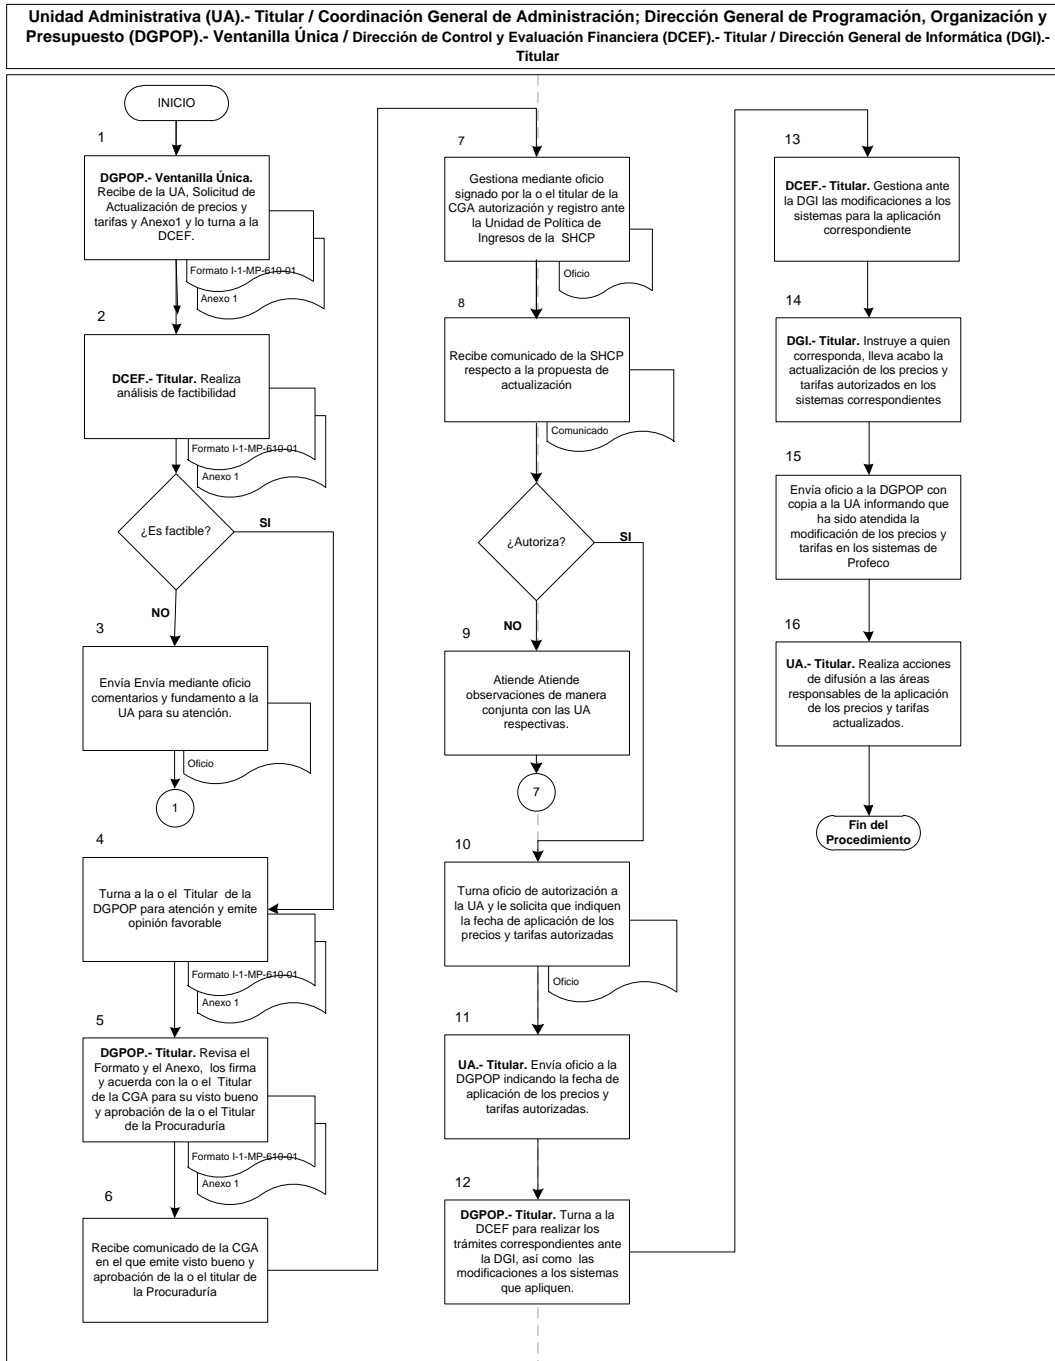 Unidad Administrativa (UA).- Titular / Coordinación General de Administración; Dirección General de Programación, Organización y
Presupuesto (DGPOP).- Ventanilla Única / Dirección de Control y Evaluación Financiera (DCEF).- Titular / Dirección General de Informática (DGI).-
Titular
INICIO
1
DGPOP.- Ventanilla Única.
Recibe de la UA, Solicitud de
Actualización de precios y
tarifas y Anexo1 y lo turna a la
DCEF.
Formato I-1-MP-610-01
Anexo 1
2
DCEF.- Titular. Realiza
análisis de factibilidad
Formato I-1-MP-610-01
Anexo 1
¿Es factible?
SI
NO
3
Envía Envía mediante oficio
comentarios y fundamento a la
UA para su atención.
Oficio
1
4
Turna a la o el Titular de la
DGPOP para atención y emite
opinión favorable
Formato I-1-MP-610-01
Anexo 1
5
DGPOP.- Titular. Revisa el
Formato y el Anexo, los firma
y acuerda con la o el Titular
de la CGA para su visto bueno
y aprobación de la o el Titular
de la Procuraduría
Formato I-1-MP-610-01
Anexo 1
6
Recibe comunicado de la CGA
en el que emite visto bueno y
aprobación de la o el titular de
la Procuraduría
7
Gestiona mediante oficio
signado por la o el titular de la
CGA autorización y registro ante
la Unidad de Política de
Ingresos de la SHCP
Oficio
8
Recibe comunicado de la SHCP
respecto a la propuesta de
actualización
Comunicado
¿Autoriza?
SI
NO
9
Atiende Atiende
observaciones de manera
conjunta con las UA
respectivas.
7
10
Turna oficio de autorización a
la UA y le solicita que indiquen
la fecha de aplicación de los
precios y tarifas autorizadas
Oficio
11
UA.- Titular. Envía oficio a la
DGPOP indicando la fecha de
aplicación de los precios y
tarifas autorizadas.
12
DGPOP.- Titular. Turna a la
DCEF para realizar los
trámites correspondientes ante
la DGI, así como las
modificaciones a los sistemas
que apliquen.
13
DCEF.- Titular. Gestiona ante
la DGI las modificaciones a los
sistemas para la aplicación
correspondiente
14
DGI.- Titular. Instruye a quien
corresponda, lleva acabo la
actualización de los precios y
tarifas autorizados en los
sistemas correspondientes
15
Envía oficio a la DGPOP con
copia a la UA informando que
ha sido atendida la
modificación de los precios y
tarifas en los sistemas de
Profeco
16
UA.- Titular. Realiza acciones
de difusión a las áreas
responsables de la aplicación
de los precios y tarifas
actualizados.
Fin del
Procedimiento